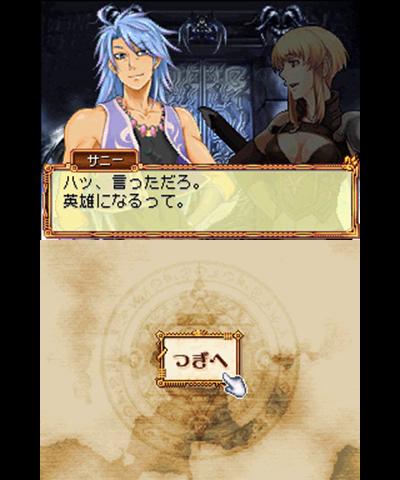 サニー
ハッ、言っただろ。
英雄になるって。
つぎへ